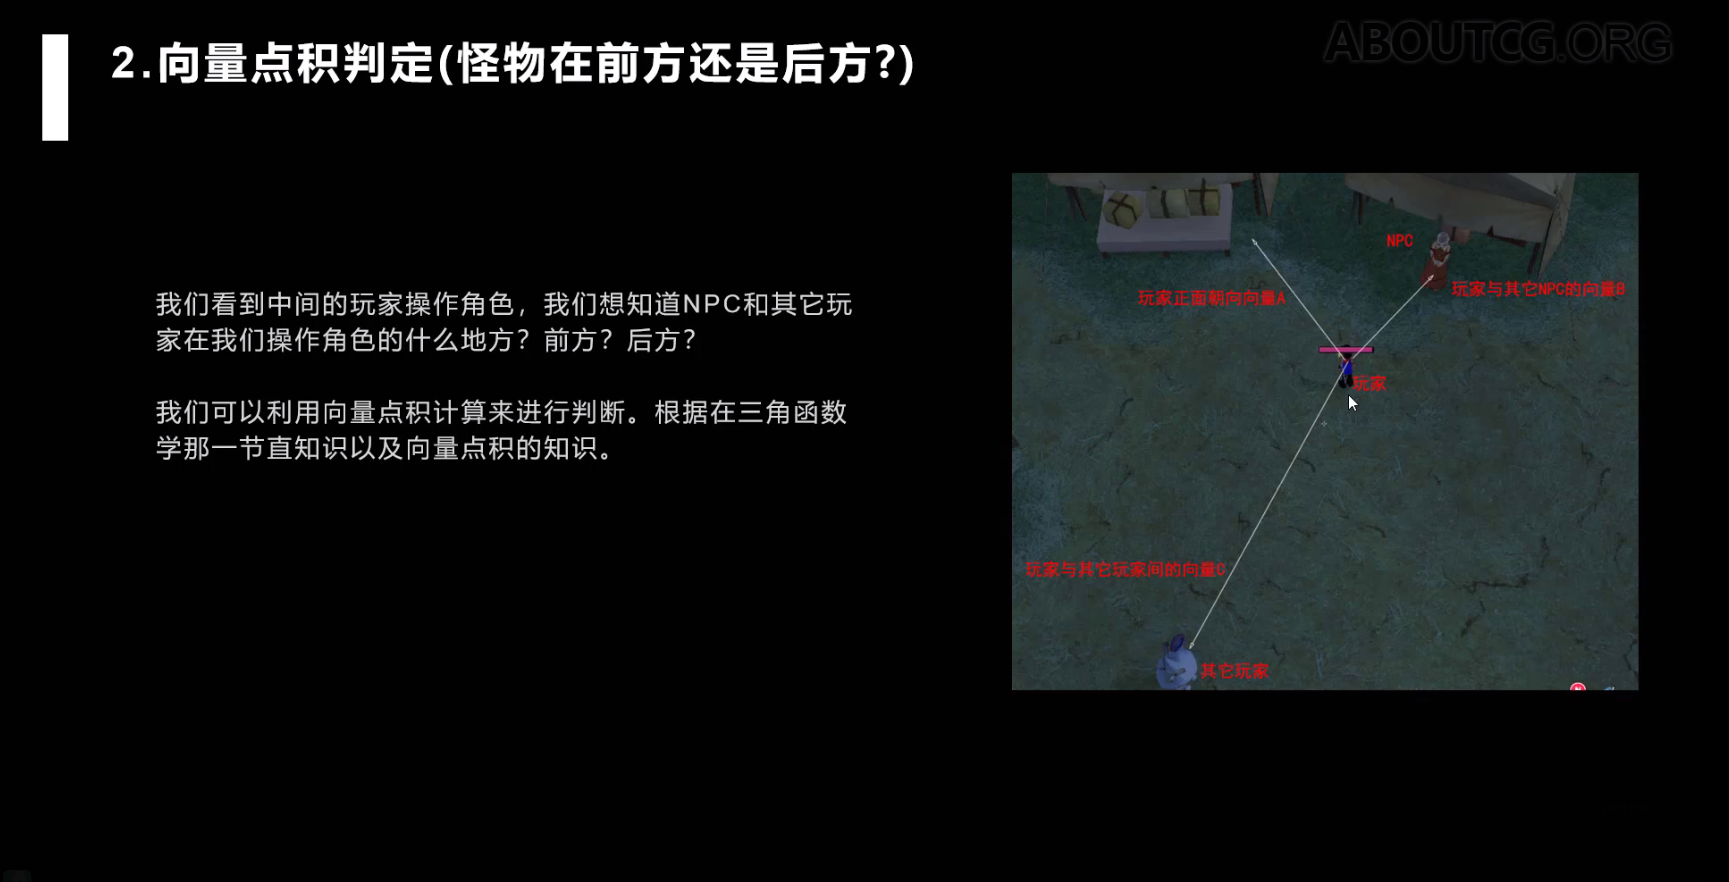 ABOUTCG.ORG
2.向量点积判定(怪物在前方还是后方?)
我们看到中间的玩家操作角色，我们想知道NPC和其它玩
家在我们操作角色的什么地方？前方？后方？
我们可以利用向量点积计算来进行判断。根据在三角函数
学那一节直知识以及向量点积的知识。
NPC
玩家与其它NPC的向量B
玩家正面朝向向量A
玩家
玩家与其它玩家间的向量C
其它玩家